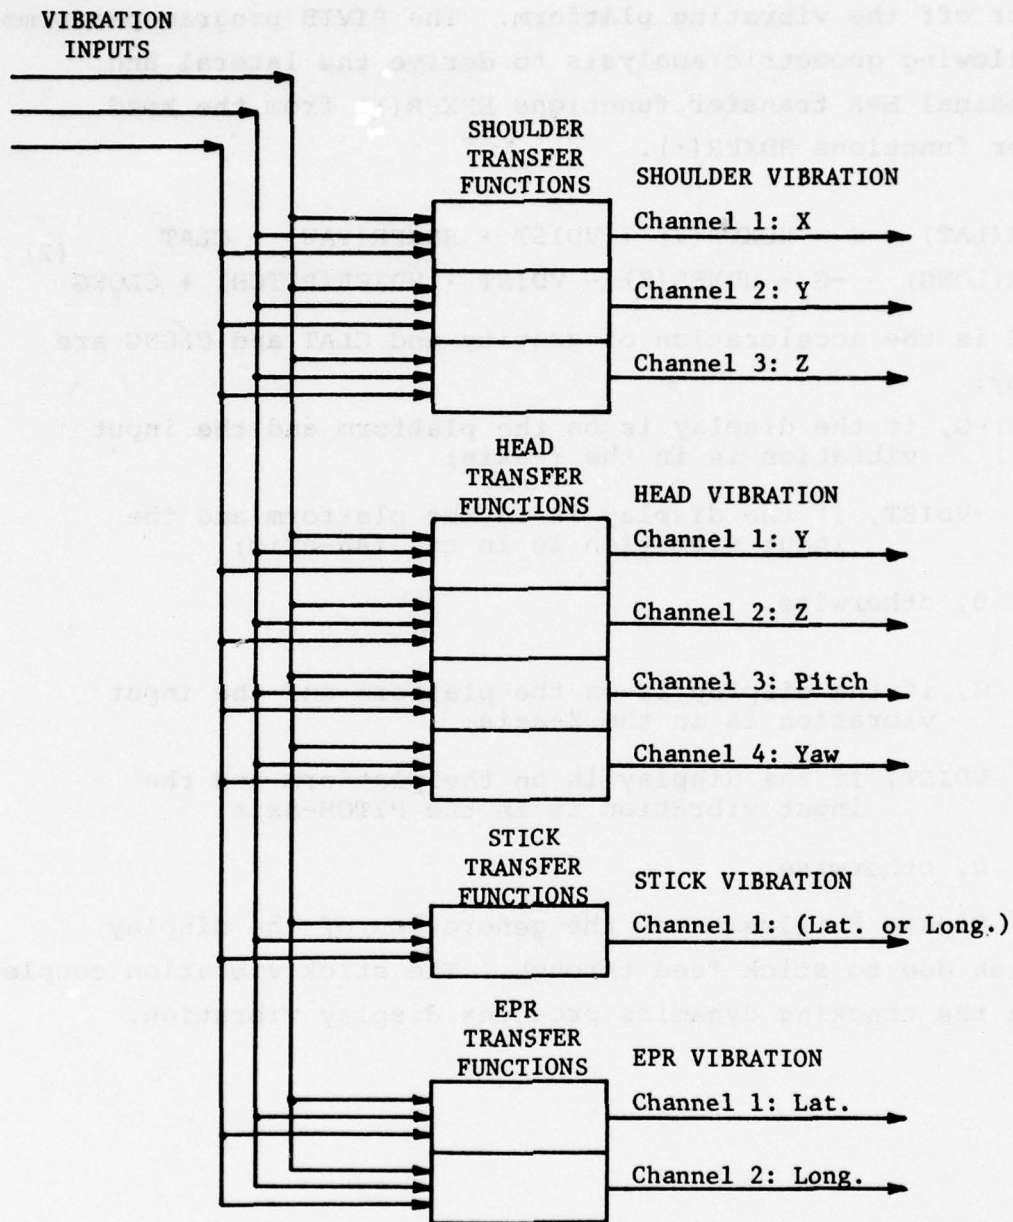 VIBRATION
INPUTS
SHOULDER
TRANSFER
FUNCTIONS
SHOULDER VIBRATION
Channel 1: X
Channel 2: Y
Channel 3: Z
HEAD
TRANSFER
FUNCTIONS
HEAD VIBRATION
Channel 1: Y
Channel 2: Z
Channel 3: Pitch
Channel 4: Yaw
STICK
TRANSFER
FUNCTIONS
STICK VIBRATION
Channel 1: (Lat. or Long.)
EPR
TRANSFER
FUNCTIONS
EPR VIBRATION
Channel 1: Lat.
Channel 2: Long.